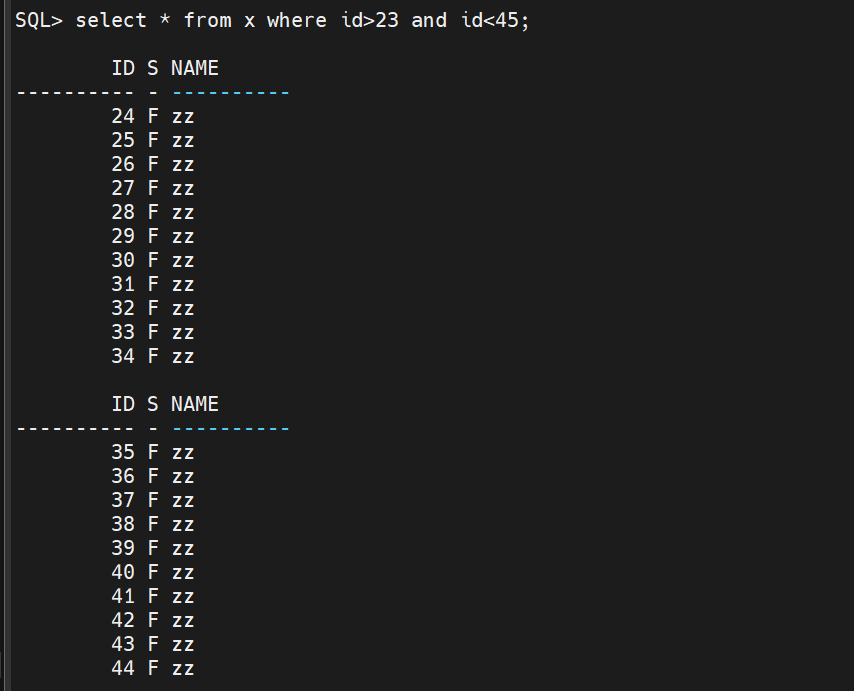 SQL> select * from x where id>23 and id<45;

        ID S NAME
---------- - ----------
        24 F zz
        25 F zz
        26 F zz
        27 F zz
        28 F zz
        29 F zz
        30 F zz
        31 F zz
        32 F zz
        33 F zz
        34 F zz

        ID S NAME
---------- - ----------
        35 F zz
        36 F zz
        37 F zz
        38 F zz
        39 F zz
        40 F zz
        41 F zz
        42 F zz
        43 F zz
        44 F zz